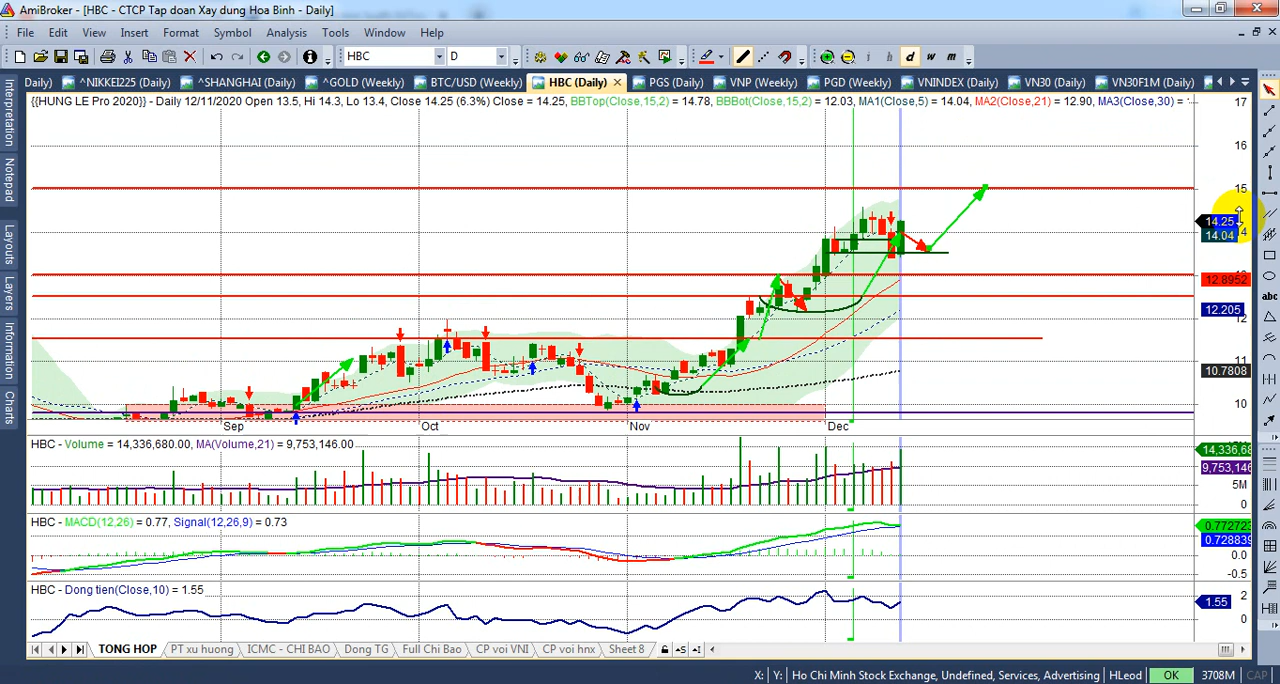 AmiBroker - [HBC - CTCP Tap doan Xay dung Hoa Binh - Daily]
File Edit View Insert Format Symbol Analysis Tools Window Help
HBC D i h d w m
Daily) ^NIKKEI225 (Daily) ^SHANGHAI (Daily) ^GOLD (Weekly) BTC/USD (Weekly) HBC (Daily) PGS (Daily) VNP (Weekly) PGD (Weekly) VNINDEX (Daily) VN30 (Daily) VN30F1M (Daily)
{{HUNG LE Pro 2020}} - Daily 12/11/2020 Open 13.5, Hi 14.3, Lo 13.4, Close 14.25 (6.3%) Close = 14.25, BBTop(Close,15,2) = 14.78, BBBot(Close,15,2) = 12.03, MA1(Close,5) = 14.04, MA2(Close,21) = 12.90, MA3(Close,30) =
Interpretation
Notepad
Layouts
Layers
Information
Charts
abc
17
16
15
14.25
14.04
12.8952
12.205
12
11
10.7808
10
Sep Oct Nov Dec
HBC - Volume = 14,336,680.00, MA(Volume,21) = 9,753,146.00
14,336,68
9,753,146
5M
0
HBC - MACD(12,26) = 0.77, Signal(12,26,9) = 0.73
0.772723
0.728839
0.0
-0.5
HBC - Dong tien(Close,10) = 1.55
2
1.55
0
TONG HOP PT xu huong ICMC - CHI BAO Dong TG Full Chi Bao CP voi VNI CP voi hnx Sheet 8
X: Y: Ho Chi Minh Stock Exchange, Undefined, Services, Advertising HLeod OK 3708M CAP